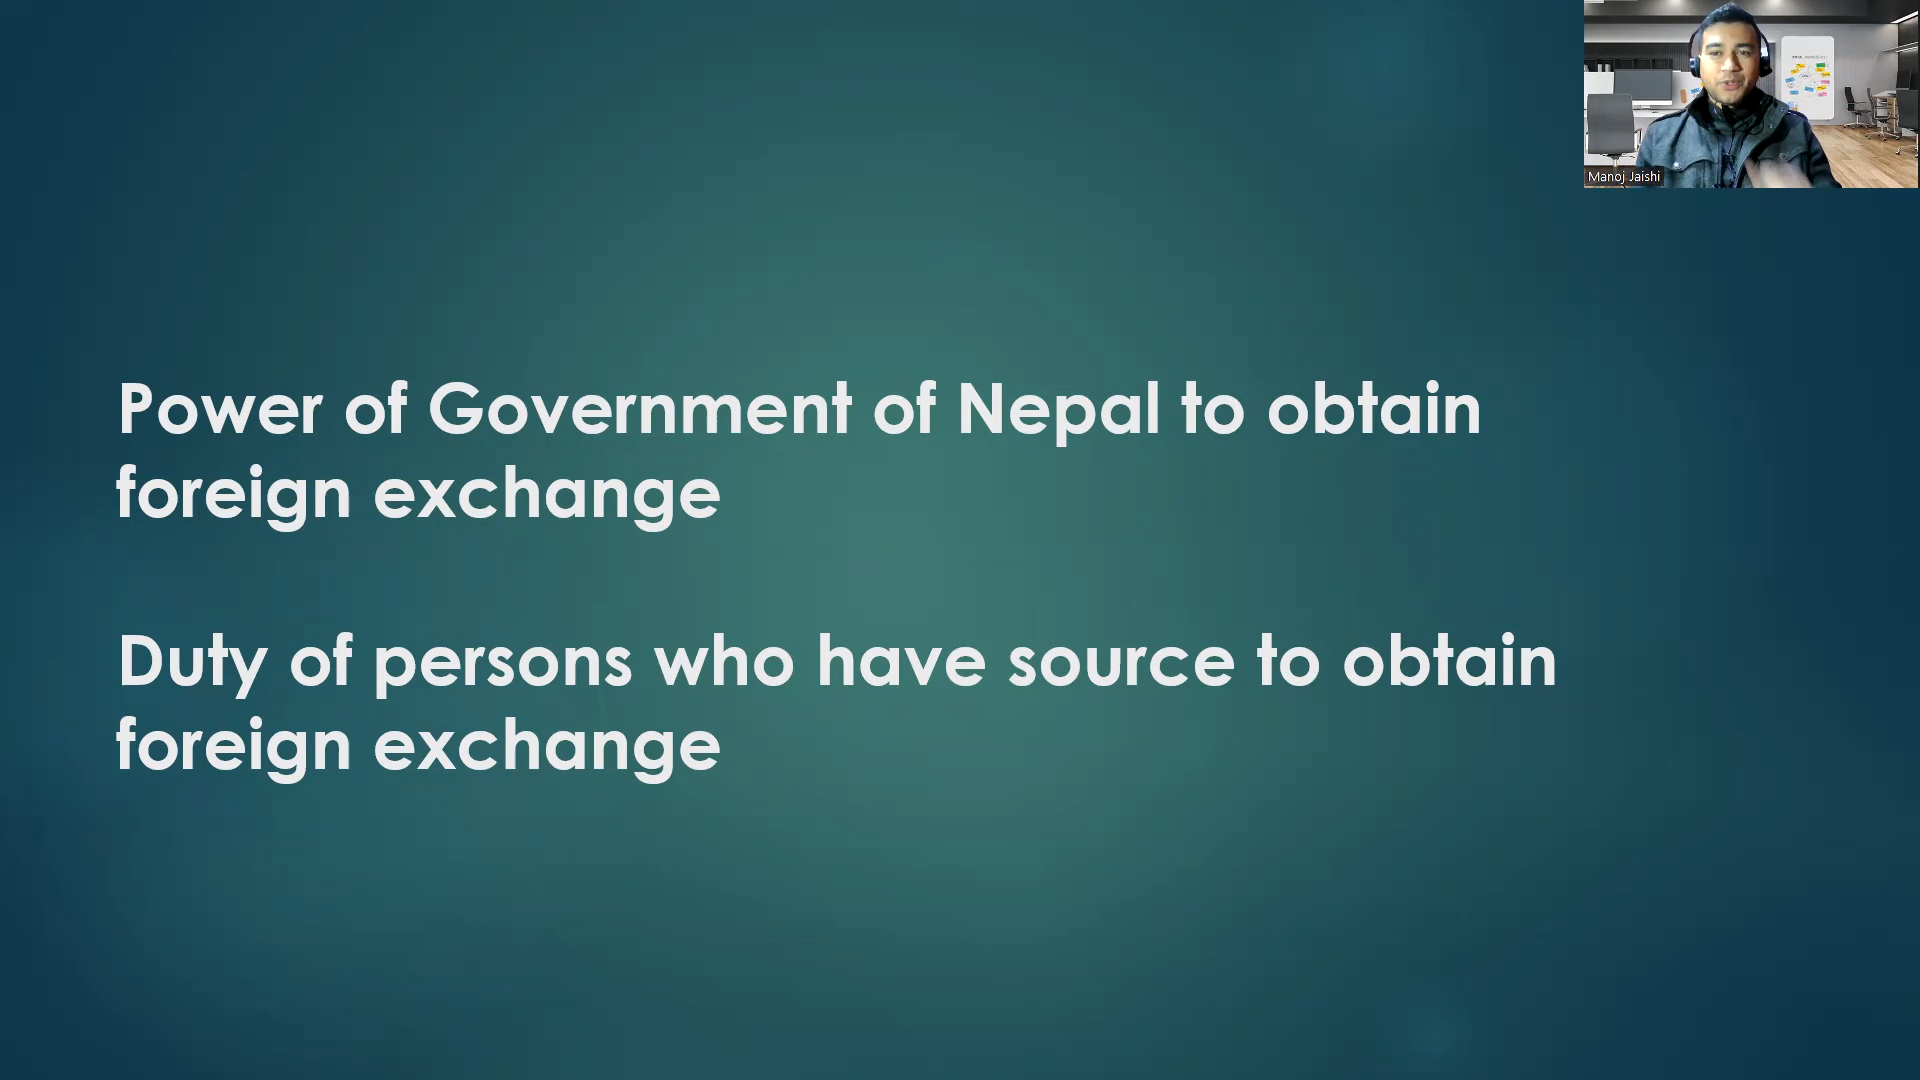 Power of Government of Nepal to obtain
foreign exchange
Duty of persons who have source to obtain
foreign exchange
Manoj Jaishi